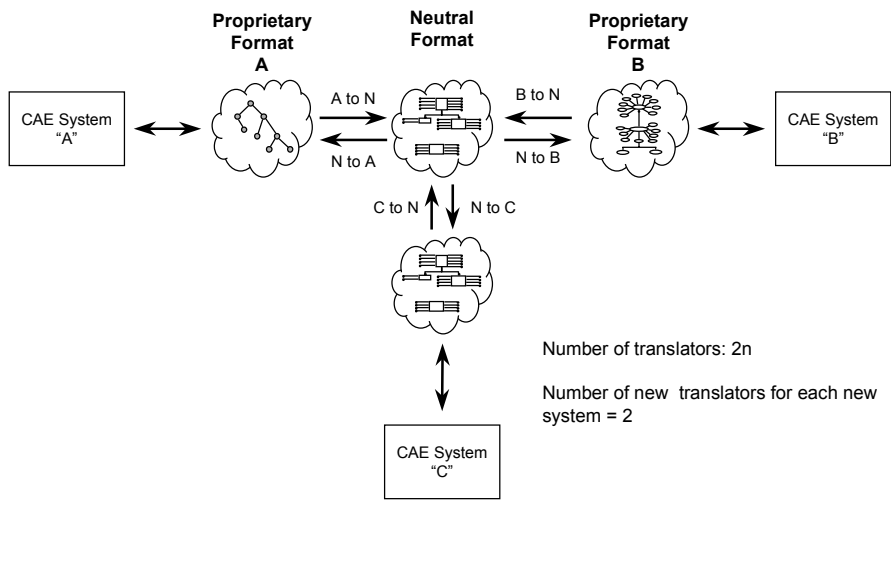 Proprietary
Format
A
Neutral
Format
Proprietary
Format
B
CAE System
“A”
A to N
N to A
B to N
N to B
CAE System
“B”
C to N
N to C
Number of translators: 2n
Number of new  translators for each new
system = 2
CAE System
“C”